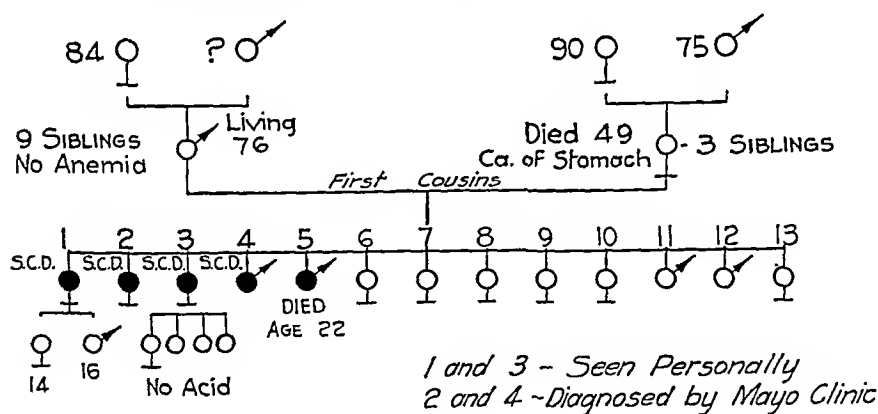 84 ? 90 75
9 SIBLINGS
No Anemia
Living
76
Died 49
Ca. of Stomach
- 3 SIBLINGS
First Cousins
1 2 3 4 5 6 7 8 9 10 11 12 13
S.C.D. S.C.D. S.C.D. S.C.D.
DIED
AGE 22
14 16 No Acid
1 and 3 - Seen Personally
2 and 4 ~Diagnosed by Mayo Clinic